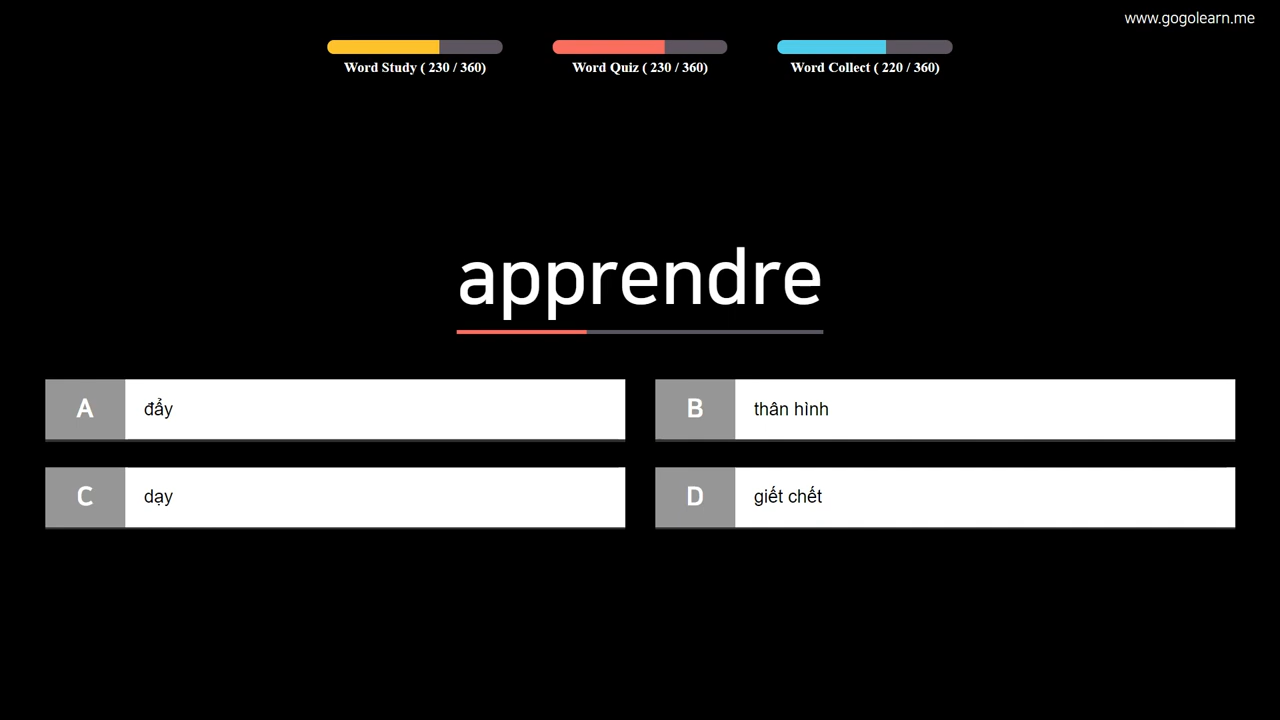 www.gogolearn.me
Word Study ( 230 / 360)
Word Quiz ( 230 / 360)
Word Collect ( 220 / 360)
apprendre
A đẩy
B thân hình
C dạy
D giết chết